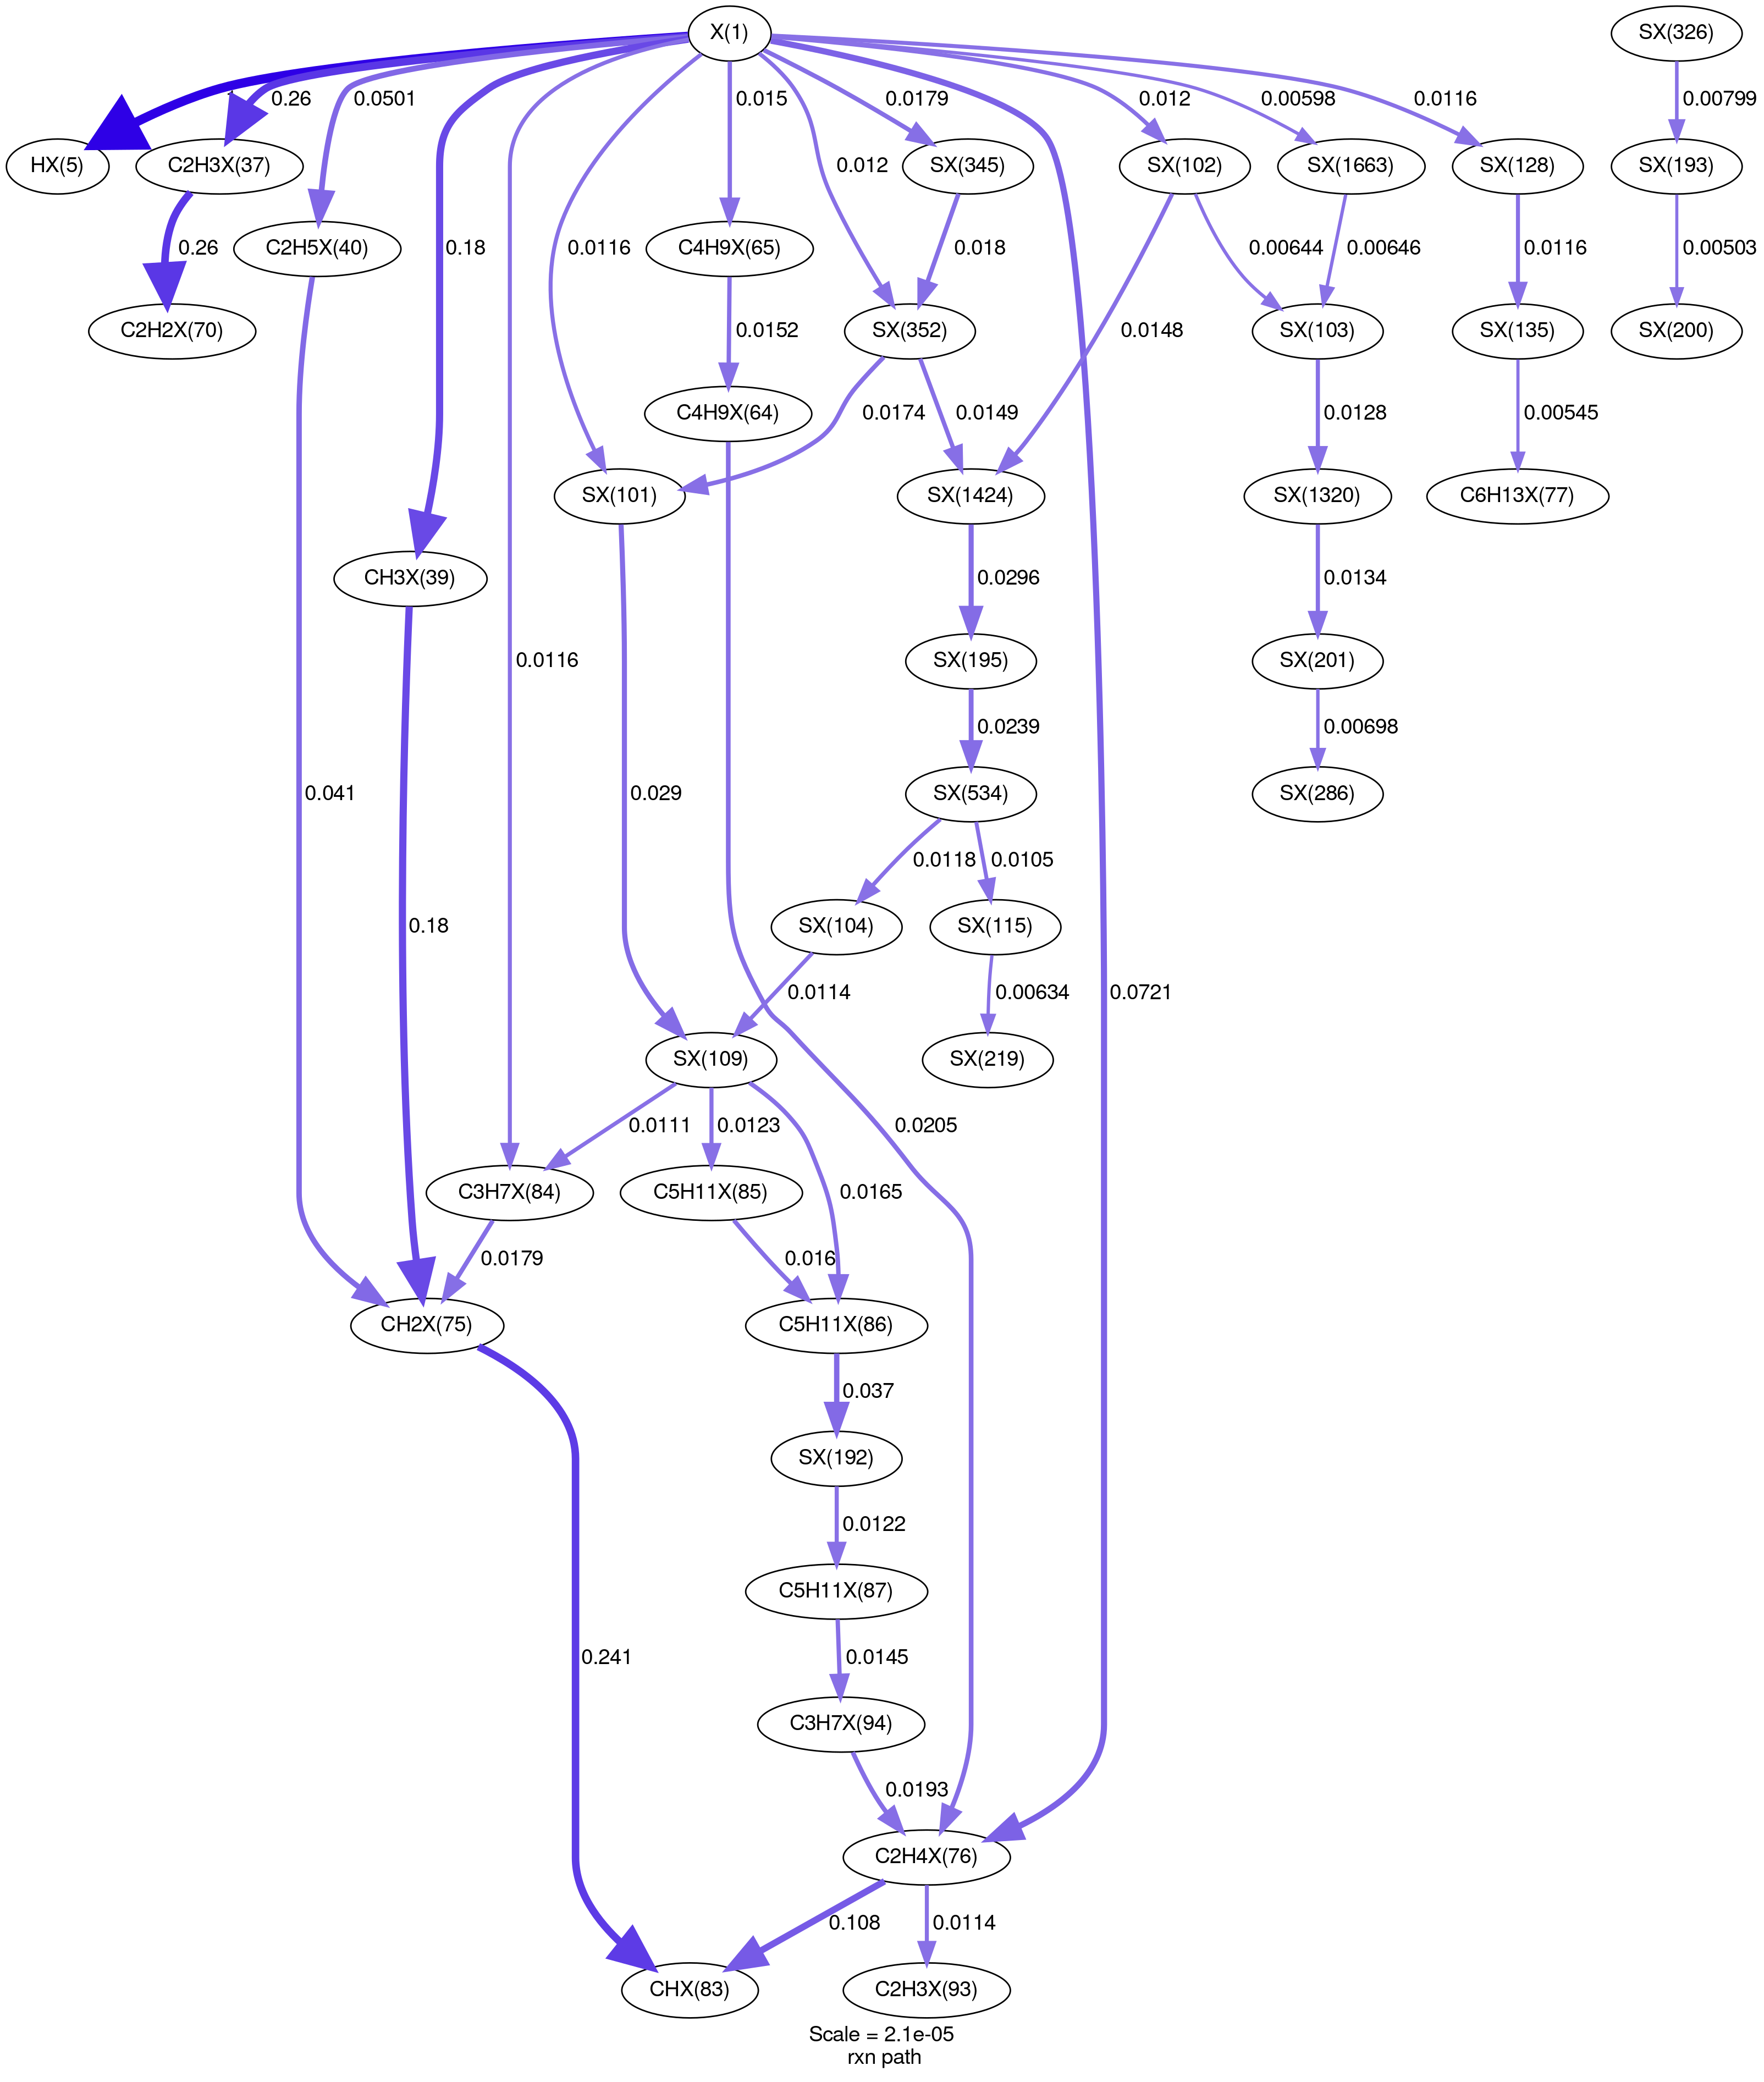 X(1)
SX(326)
1
0.26
0.0501
0.015
0.0179
0.012
0.00598
0.0116
0.00799
HX(5)
C2H3X(37)
0.012
SX(345)
SX(102)
SX(1663)
SX(128)
SX(193)
0.26
C2H5X(40)
0.18
0.0116
C4H9X(65)
0.018
0.00644
0.00646
0.0116
0.00503
C2H2X(70)
0.0152
SX(352)
0.0148
SX(103)
SX(135)
SX(200)
C4H9X(64)
0.0174
0.0149
0.0128
0.00545
SX(101)
SX(1424)
SX(1320)
C6H13X(77)
CH3X(39)
0.0296
0.0134
0.0116
SX(195)
SX(201)
0.0239
0.00698
0.041
0.029
SX(534)
SX(286)
0.0118
0.0105
0.18
SX(104)
SX(115)
0.0114
0.00634
0.0721
SX(109)
SX(219)
0.0111
0.0123
0.0205
C3H7X(84)
C5H11X(85)
0.0165
0.0179
0.016
CH2X(75)
C5H11X(86)
0.037
SX(192)
0.0122
C5H11X(87)
0.241
0.0145
C3H7X(94)
0.0193
C2H4X(76)
0.108
0.0114
CHX(83)
C2H3X(93)
Scale = 2.1e-05
rxn path